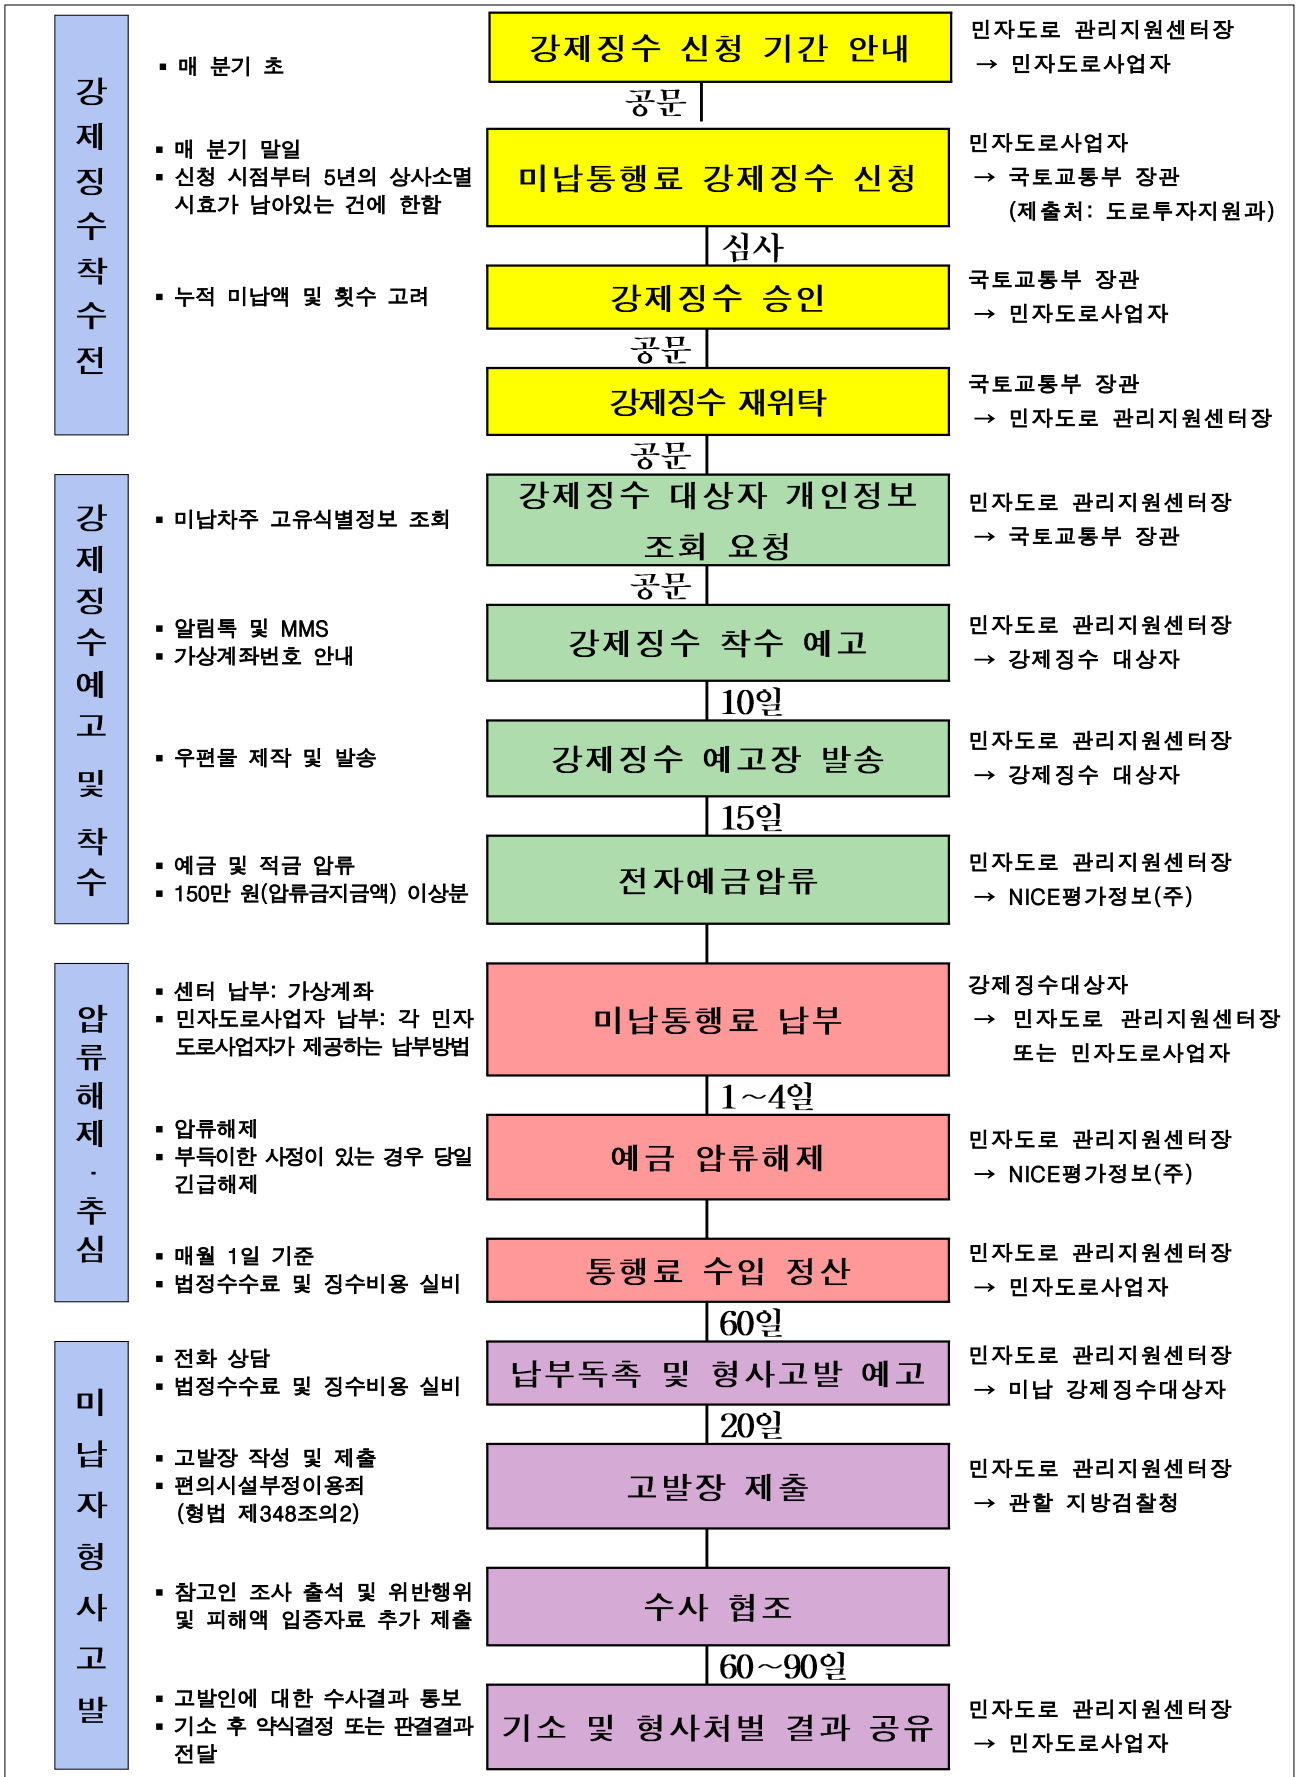 강제징수착수전
▪ 매 분기 초
강제징수 신청 기간 안내
민자도로 관리지원센터장
→ 민자도로사업자
공문
▪ 매 분기 말일
▪ 신청 시점부터 5년의 상사소멸
시효가 남아있는 건에 한함
미납통행료 강제징수 신청
민자도로사업자
→ 국토교통부 장관
(제출처: 도로투자지원과)
심사
▪ 누적 미납액 및 횟수 고려
강제징수 승인
국토교통부 장관
→ 민자도로사업자
공문
강제징수 재위탁
국토교통부 장관
→ 민자도로 관리지원센터장
공문
강제징수예고 및 착수
▪ 미납차주 고유식별정보 조회
강제징수 대상자 개인정보
조회 요청
민자도로 관리지원센터장
→ 국토교통부 장관
공문
▪ 알림톡 및 MMS
▪ 가상계좌번호 안내
강제징수 착수 예고
민자도로 관리지원센터장
→ 강제징수 대상자
10일
▪ 우편물 제작 및 발송
강제징수 예고장 발송
민자도로 관리지원센터장
→ 강제징수 대상자
15일
▪ 예금 및 적금 압류
▪ 150만 원(압류금지금액) 이상분
전자예금압류
민자도로 관리지원센터장
→ NICE평가정보(주)
압류해제·추심
▪ 센터 납부: 가상계좌
▪ 민자도로사업자 납부: 각 민자
도로사업자가 제공하는 납부방법
미납통행료 납부
강제징수대상자
→ 민자도로 관리지원센터장
또는 민자도로사업자
1~4일
▪ 압류해제
▪ 부득이한 사정이 있는 경우 당일
긴급해제
예금 압류해제
민자도로 관리지원센터장
→ NICE평가정보(주)
▪ 매월 1일 기준
▪ 법정수수료 및 징수비용 실비
통행료 수입 정산
민자도로 관리지원센터장
→ 민자도로사업자
60일
미납자형사고발
▪ 전화 상담
▪ 법정수수료 및 징수비용 실비
납부독촉 및 형사고발 예고
민자도로 관리지원센터장
→ 미납 강제징수대상자
20일
▪ 고발장 작성 및 제출
▪ 편의시설부정이용죄
(형법 제348조의2)
고발장 제출
민자도로 관리지원센터장
→ 관할 지방검찰청
▪ 참고인 조사 출석 및 위반행위
및 피해액 입증자료 추가 제출
수사 협조
60~90일
▪ 고발인에 대한 수사결과 통보
▪ 기소 후 약식결정 또는 판결결과
전달
기소 및 형사처벌 결과 공유
민자도로 관리지원센터장
→ 민자도로사업자